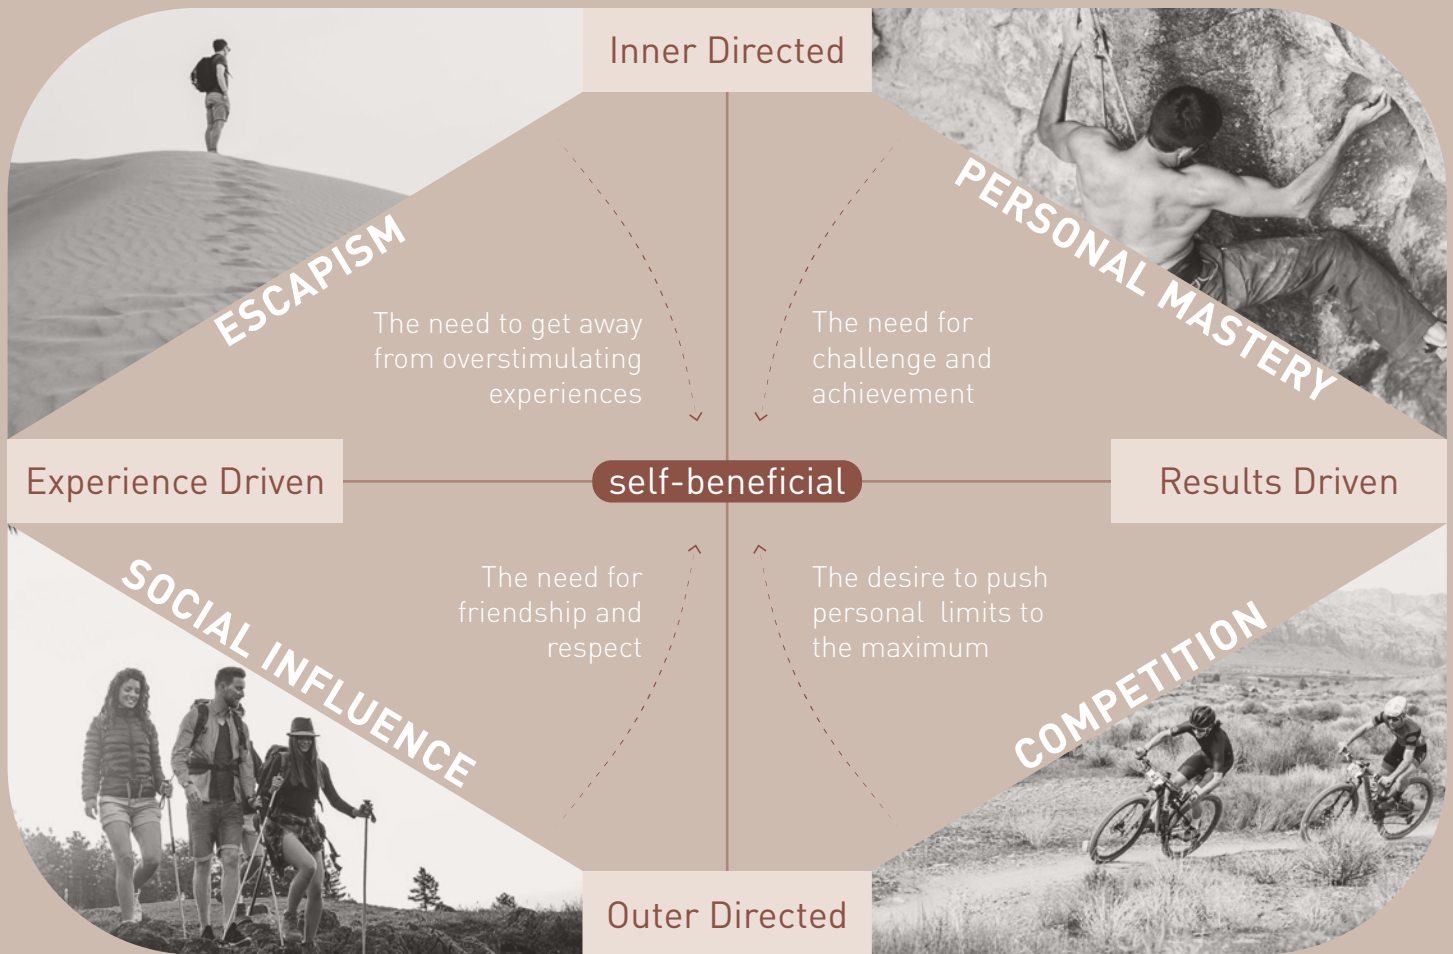 Inner Directed
ESCAPISM
PERSONAL MASTERY
The need to get away
from overstimulating
experiences
The need for
challenge and
achievement
Experience Driven
self-beneficial
Results Driven
SOCIAL INFLUENCE
The need for
friendship and
respect
The desire to push
personal  limits to
the maximum
COMPETITION
Outer Directed